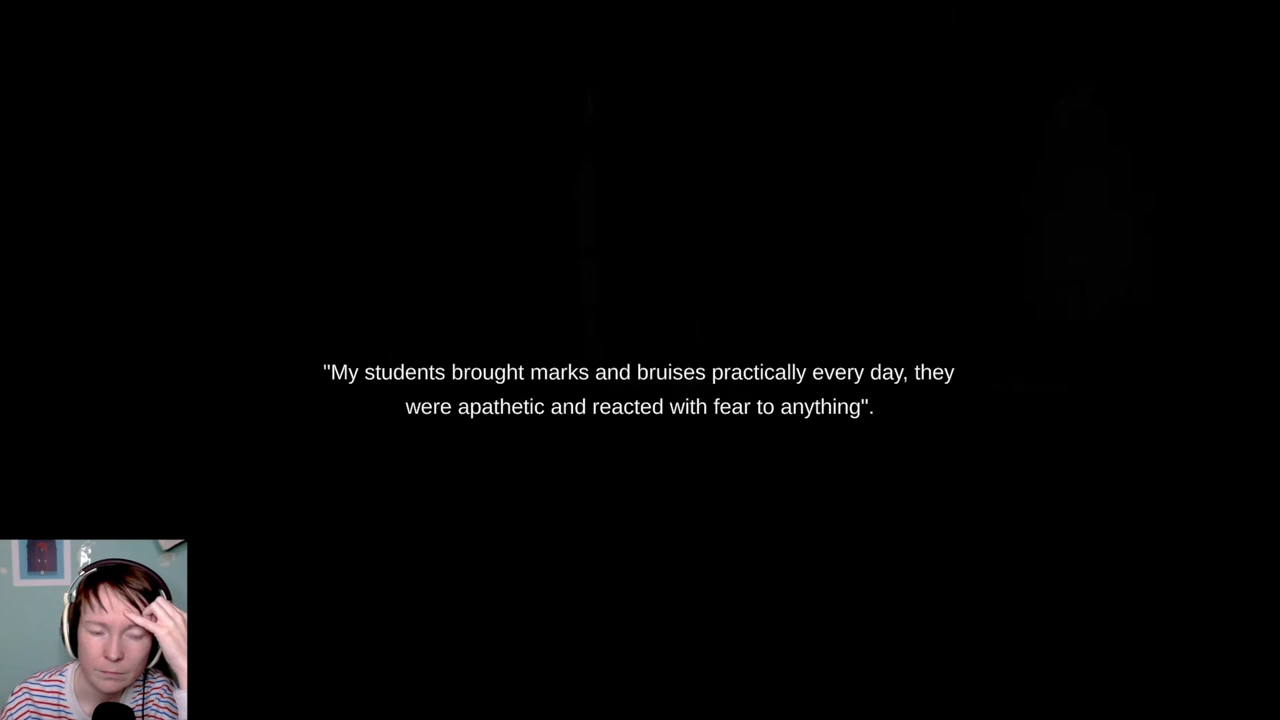 "My students brought marks and bruises practically every day, they
were apathetic and reacted with fear to anything".